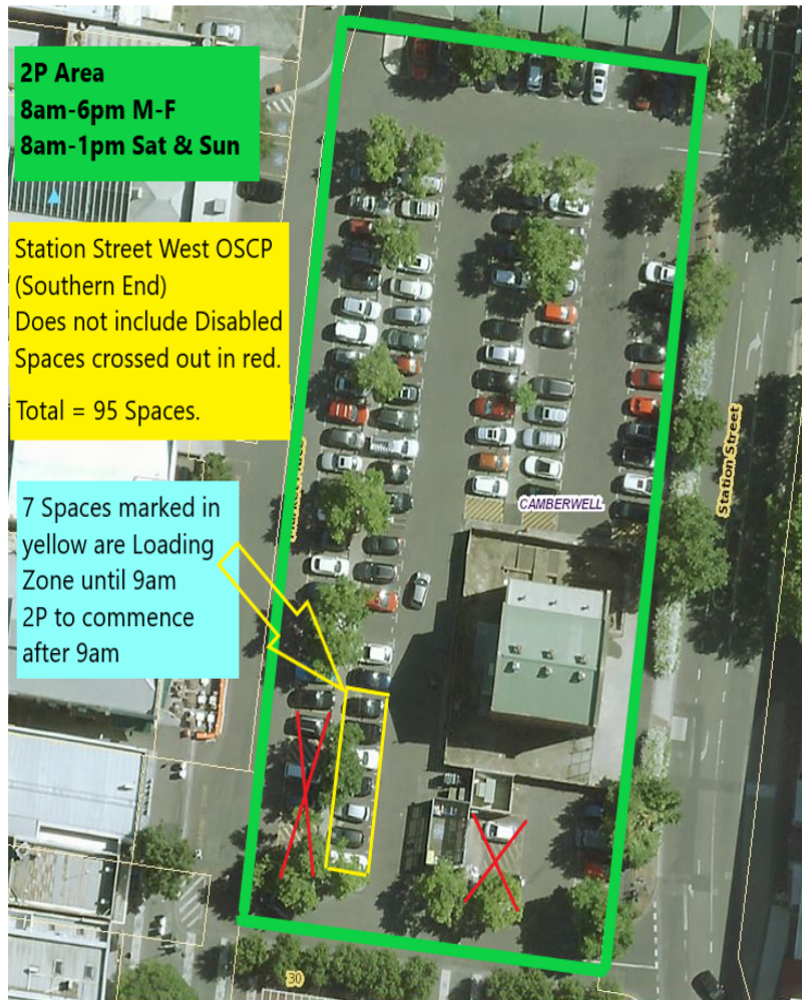 2P Area
8am-6pm M-F
8am-1pm Sat & Sun
Station Street West OSCP
(Southern End)
Does not include Disabled
Spaces crossed out in red.
Total = 95 Spaces.
7 Spaces marked in
yellow are Loading
Zone until 9am
2P to commence
after 9am
CAMBERWELL
Station Street
30